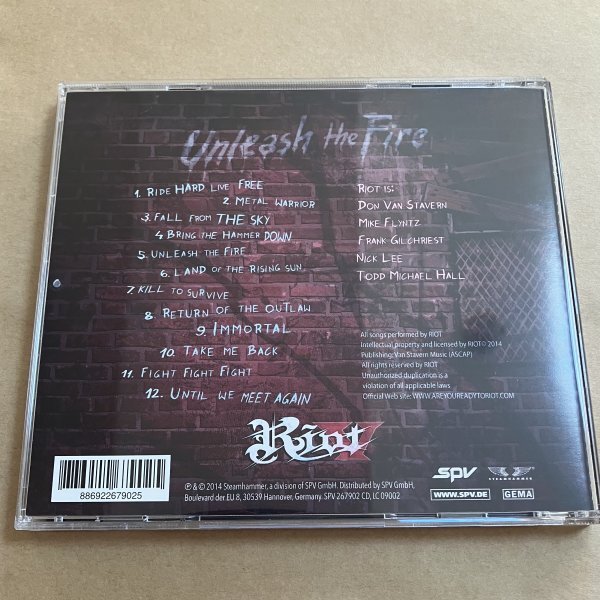 Unleash the Fire
1. RIDE HARD LIVE FREE
2. METAL WARRIOR
3. FALL FROM THE SKY
4 BRING THE HAMMER DOWN
5. UNLEASH THE FIRE
6. LAND OF THE RISING SUN
7. KILL TO SURVIVE
8. RETURN OF THE OUTLAW
9. IMMORTAL
10. TAKE ME BACK
11. FIGHT FIGHT FIGHT
12. UNTIL WE MEET AGAIN
RIOT IS:
DON VAN STAVERN
MIKE FLYNTZ
FRANK GILCHRIEST
NICK LEE
TODD MICHAEL HALL
All songs performed by RIOT
Intellectual property and licensed by RIOT© 2014
Publishing: Van Stavern Music (ASCAP)
All rights reserved by RIOT
Unauthorized duplication is a
violation of all applicable laws
Official Web site: WWW.AREYOUREADYTORIOT.COM
Riot
886922679025
℗ & © 2014 Steamhammer, a division of SPV GmbH. Distributed by SPV GmbH,
Boulevard der EU 8, 30539 Hannover, Germany. SPV 267902 CD, LC 09002
SPV
STEAMHAMMER
WWW.SPV.DE
GEMA